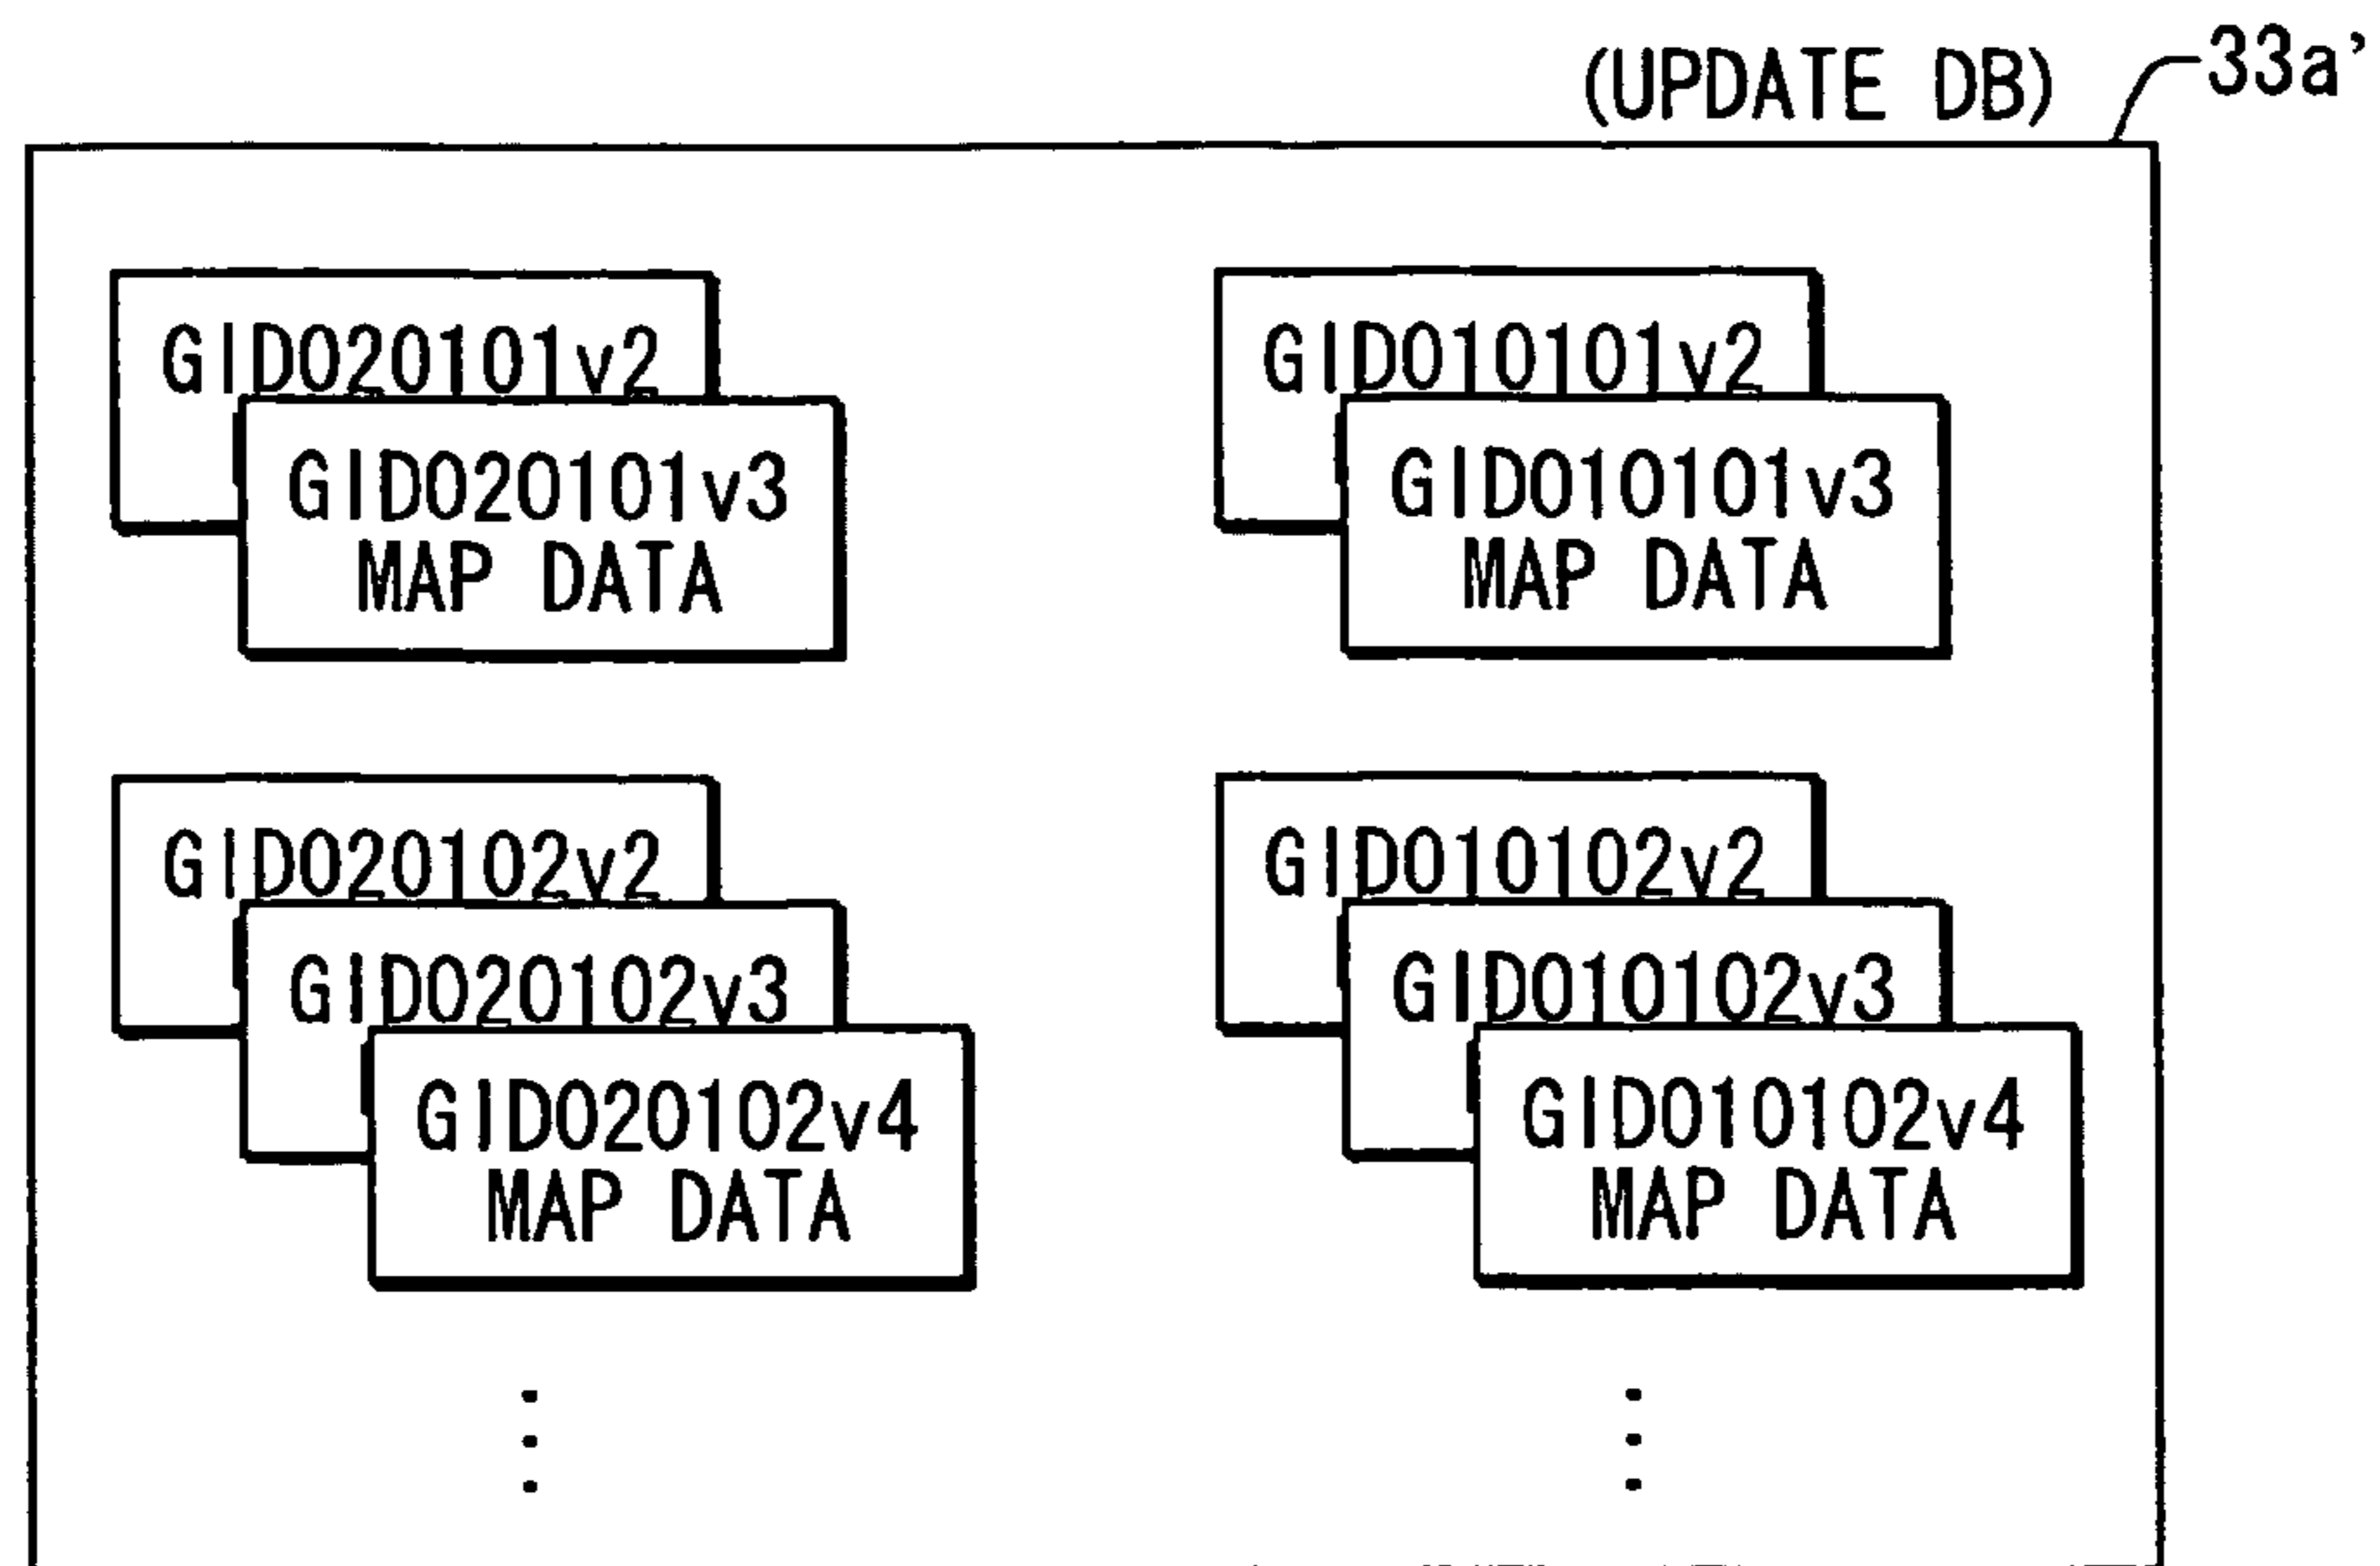 (UPDATE DB)
33a'
GID020101v2
GID020101v3
MAP DATA
GID010101v2
GID010101v3
MAP DATA
GID020102v2
GID020102v3
GID020102v4
MAP DATA
GID010102v2
GID010102v3
GID010102v4
MAP DATA